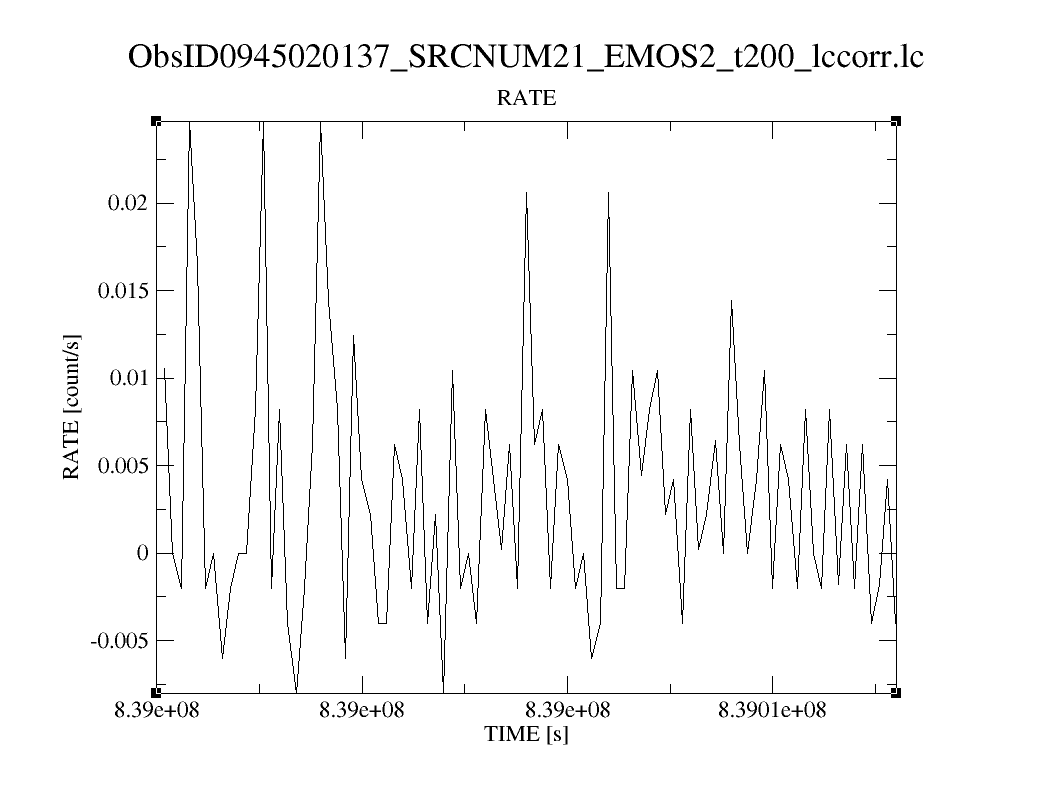 ObsID0945020137_SRCNUM21_EMOS2_t200_lccorr.lc
RATE
0.02
0.015
0.01
0.005
0
-0.005
RATE [count/s]
8.39e+08 8.39e+08 8.39e+08 8.3901e+08
TIME [s]